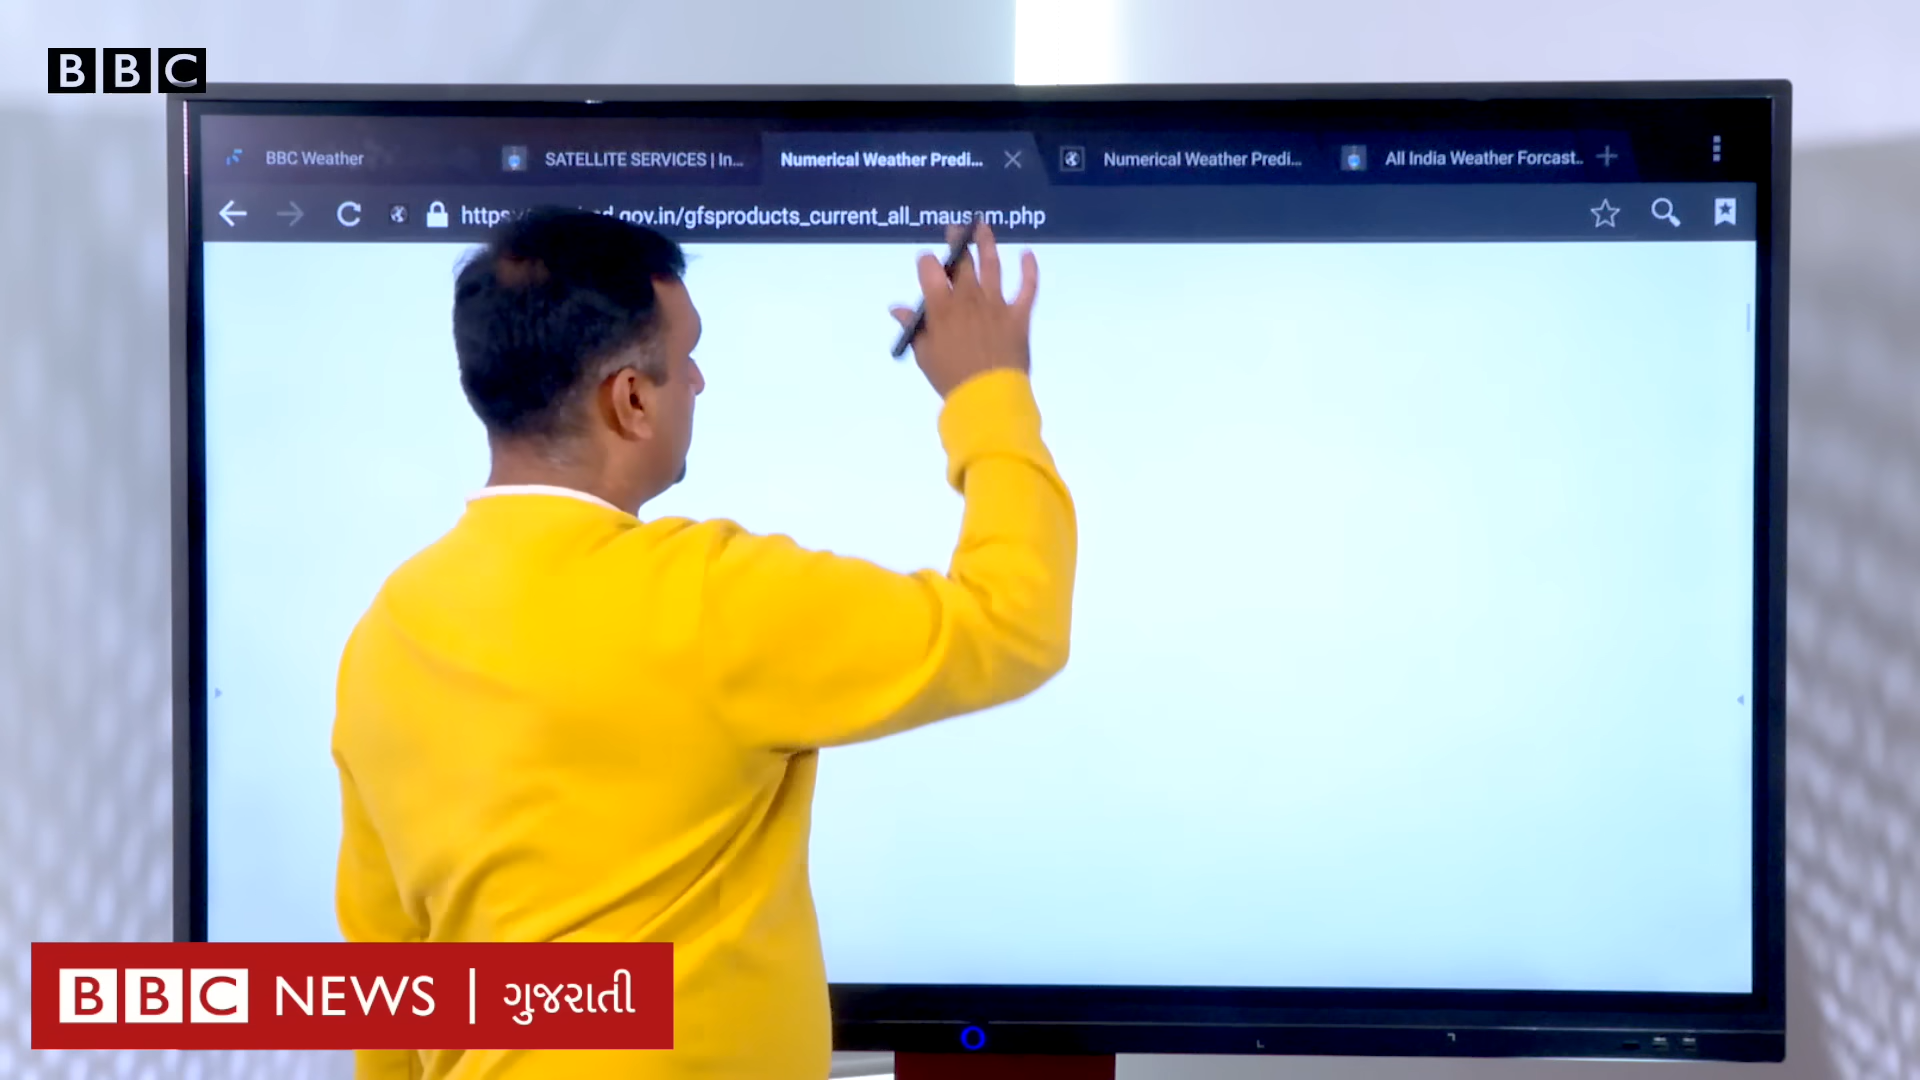 BBC
BBC Weather
SATELLITE SERVICES | In...
Numerical Weather Predi...
Numerical Weather Predi...
All India Weather Forcast..
https d.gov.in/gfsproducts_current_all_mausam.php
BBC NEWS | ગુજરાતી